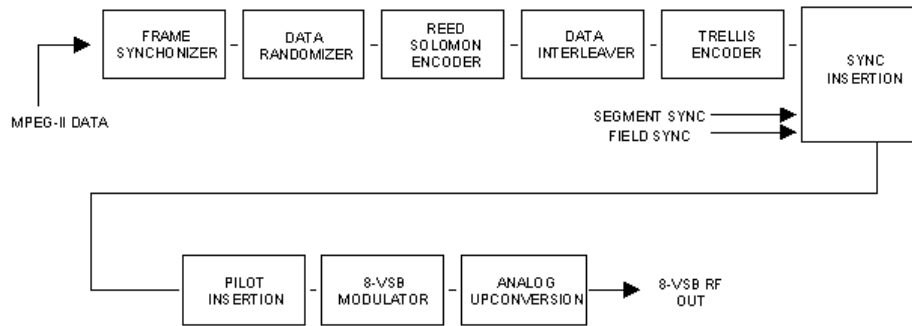 FRAME
SYNCHONIZER
DATA
RANDOMIZER
REED
SOLOMON
ENCODER
DATA
INTERLEAVER
TRELLIS
ENCODER
SYNC
INSERTION
MPEG-II DATA
SEGMENT SYNC
FIELD SYNC
PILOT
INSERTION
8-VSB
MODULATOR
ANALOG
UPCONVERSION
8-VSB RF
OUT